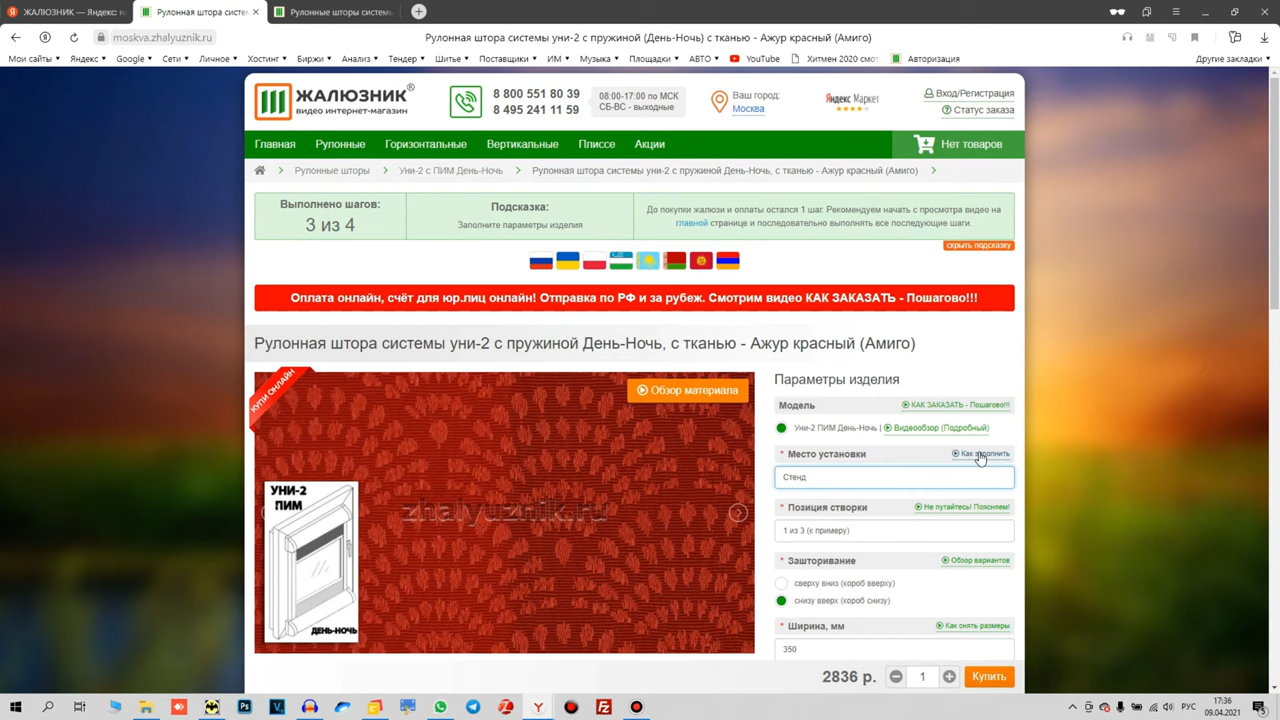 ЖАЛЮЗНИК — Яндекс: н
Рулонная штора систем
Рулонные шторы системы
moskva.zhalyuznik.ru
Рулонная штора системы уни-2 с пружиной (День-Ночь) с тканью - Ажур красный (Амиго)
Мои сайты
Яндекс
Google
Сети
Личное
Хостинг
Биржи
Анализ
Тендер
Шитье
Поставщики
ИМ
Музыка
Площадки
АВТО
YouTube
Хитмен 2020 смот
Авторизация
Другие закладки
ЖАЛЮЗНИК®
видео интернет-магазин
8 800 551 80 39
8 495 241 11 59
08:00-17:00 по МСК
СБ-ВС - выходные
Ваш город:
Москва
Яндекс Маркет
Вход/Регистрация
Статус заказа
Главная
Рулонные
Горизонтальные
Вертикальные
Плиссе
Акции
Нет товаров
Рулонные шторы
Уни-2 с ПИМ День-Ночь
Рулонная штора системы уни-2 с пружиной День-Ночь, с тканью - Ажур красный (Амиго)
Выполнено шагов:
3 из 4
Подсказка:
Заполните параметры изделия
До покупки жалюзи и оплаты остался 1 шаг. Рекомендуем начать с просмотра видео на
главной странице и последовательно выполнять все последующие шаги.
скрыть подсказку
Оплата онлайн, счёт для юр.лиц онлайн! Отправка по РФ и за рубеж. Смотрим видео КАК ЗАКАЗАТЬ - Пошагово!!!
Рулонная штора системы уни-2 с пружиной День-Ночь, с тканью - Ажур красный (Амиго)
КУПИ ОНЛАЙН
Обзор материала
УНИ-2
ПИМ
ДЕНЬ-НОЧЬ
zhalyuznik.ru
Параметры изделия
Модель
КАК ЗАКАЗАТЬ - Пошагово!!!
Уни-2 ПИМ День-Ночь | Видеообзор (Подробный)
* Место установки
Как заполнить
Стенд
* Позиция створки
Не путайтесь! Поясняем!
1 из 3 (к примеру)
* Зашторивание
Обзор вариантов
сверху вниз (короб вверху)
снизу вверх (короб снизу)
* Ширина, мм
Как снять размеры
350
2836 р.
1
Купить
РУС
17:36
09.04.2021
5